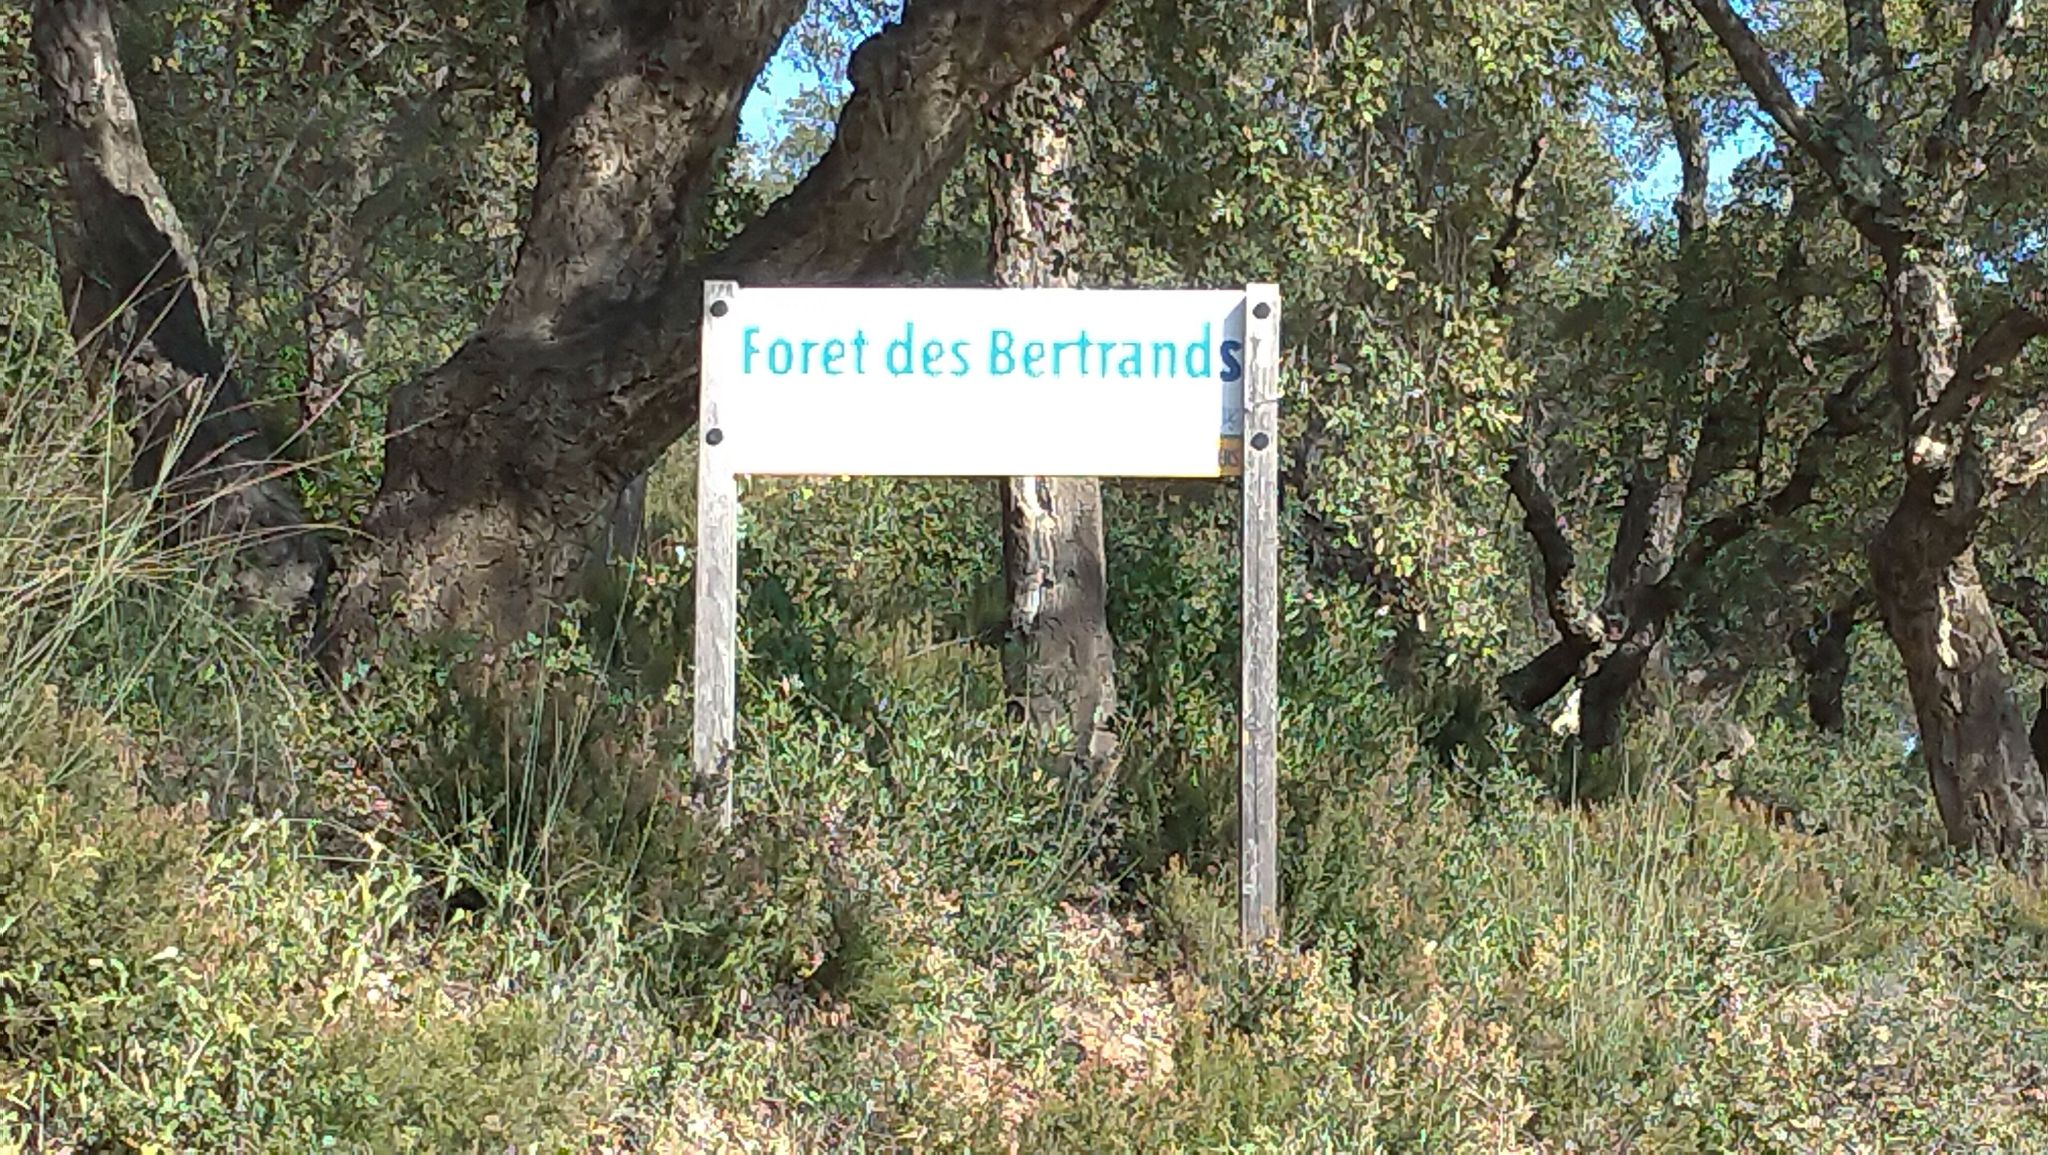 Foret des Bertrands